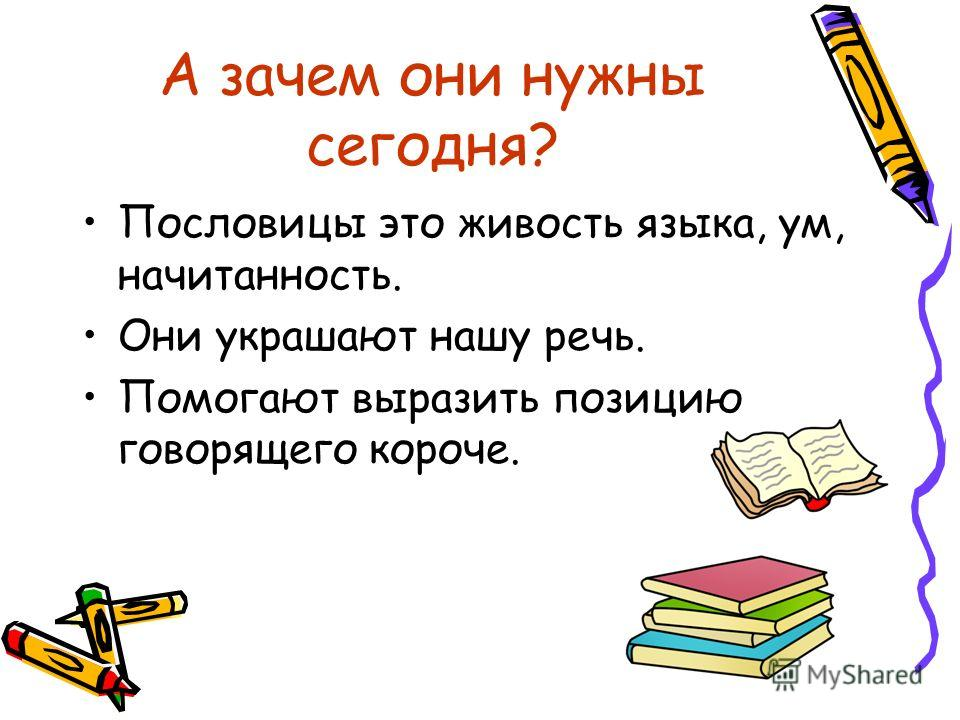 А зачем они нужны
сегодня?
• Пословицы это живость языка, ум,
начитанность.
• Они украшают нашу речь.
• Помогают выразить позицию
говорящего короче.
MyShared